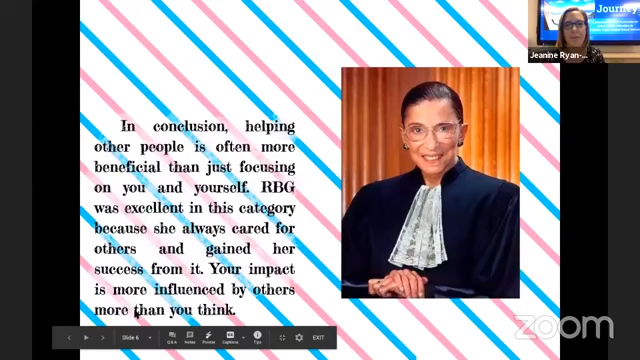 In conclusion, helping
other people is often more
beneficial than just focusing
on you and yourself. RBG
was excellent in this category
because she always cared for
others and gained her
success from it. Your impact
is more influenced by others
more than you think.
Journey
Jeanine Ryan-...
Slide 6
Q&A
Notes
Pointer
Captions
Tips
EXIT
zoom